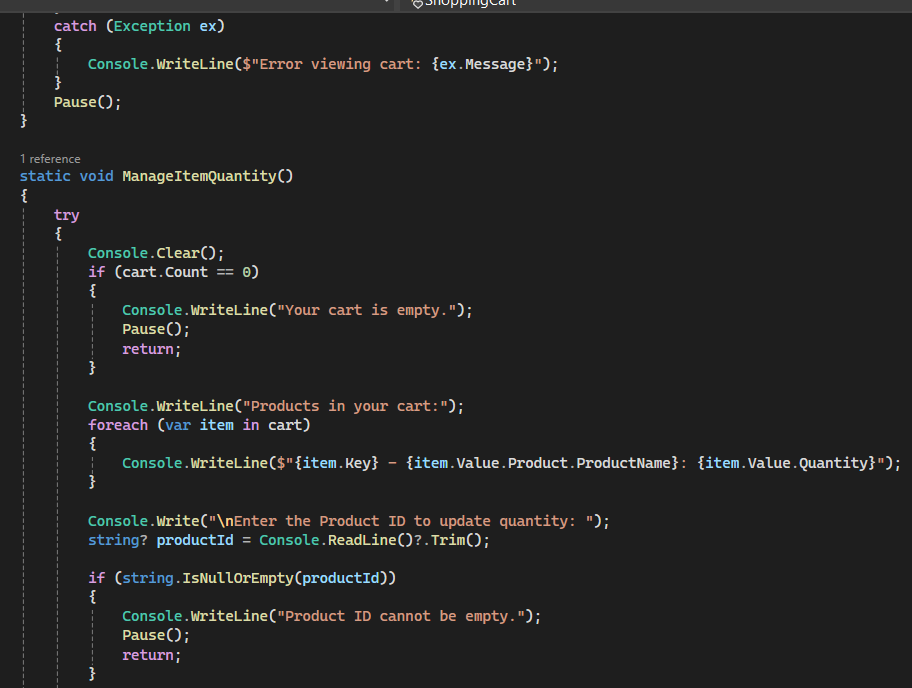 ShoppingCart
catch (Exception ex)
{
Console.WriteLine($"Error viewing cart: {ex.Message}");
}
Pause();
}
1 reference
static void ManageItemQuantity()
{
try
{
Console.Clear();
if (cart.Count == 0)
{
Console.WriteLine("Your cart is empty.");
Pause();
return;
}
Console.WriteLine("Products in your cart:");
foreach (var item in cart)
{
Console.WriteLine($"{item.Key} - {item.Value.Product.ProductName}: {item.Value.Quantity}");
}
Console.Write("\nEnter the Product ID to update quantity: ");
string? productId = Console.ReadLine()?.Trim();
if (string.IsNullOrEmpty(productId))
{
Console.WriteLine("Product ID cannot be empty.");
Pause();
return;
}